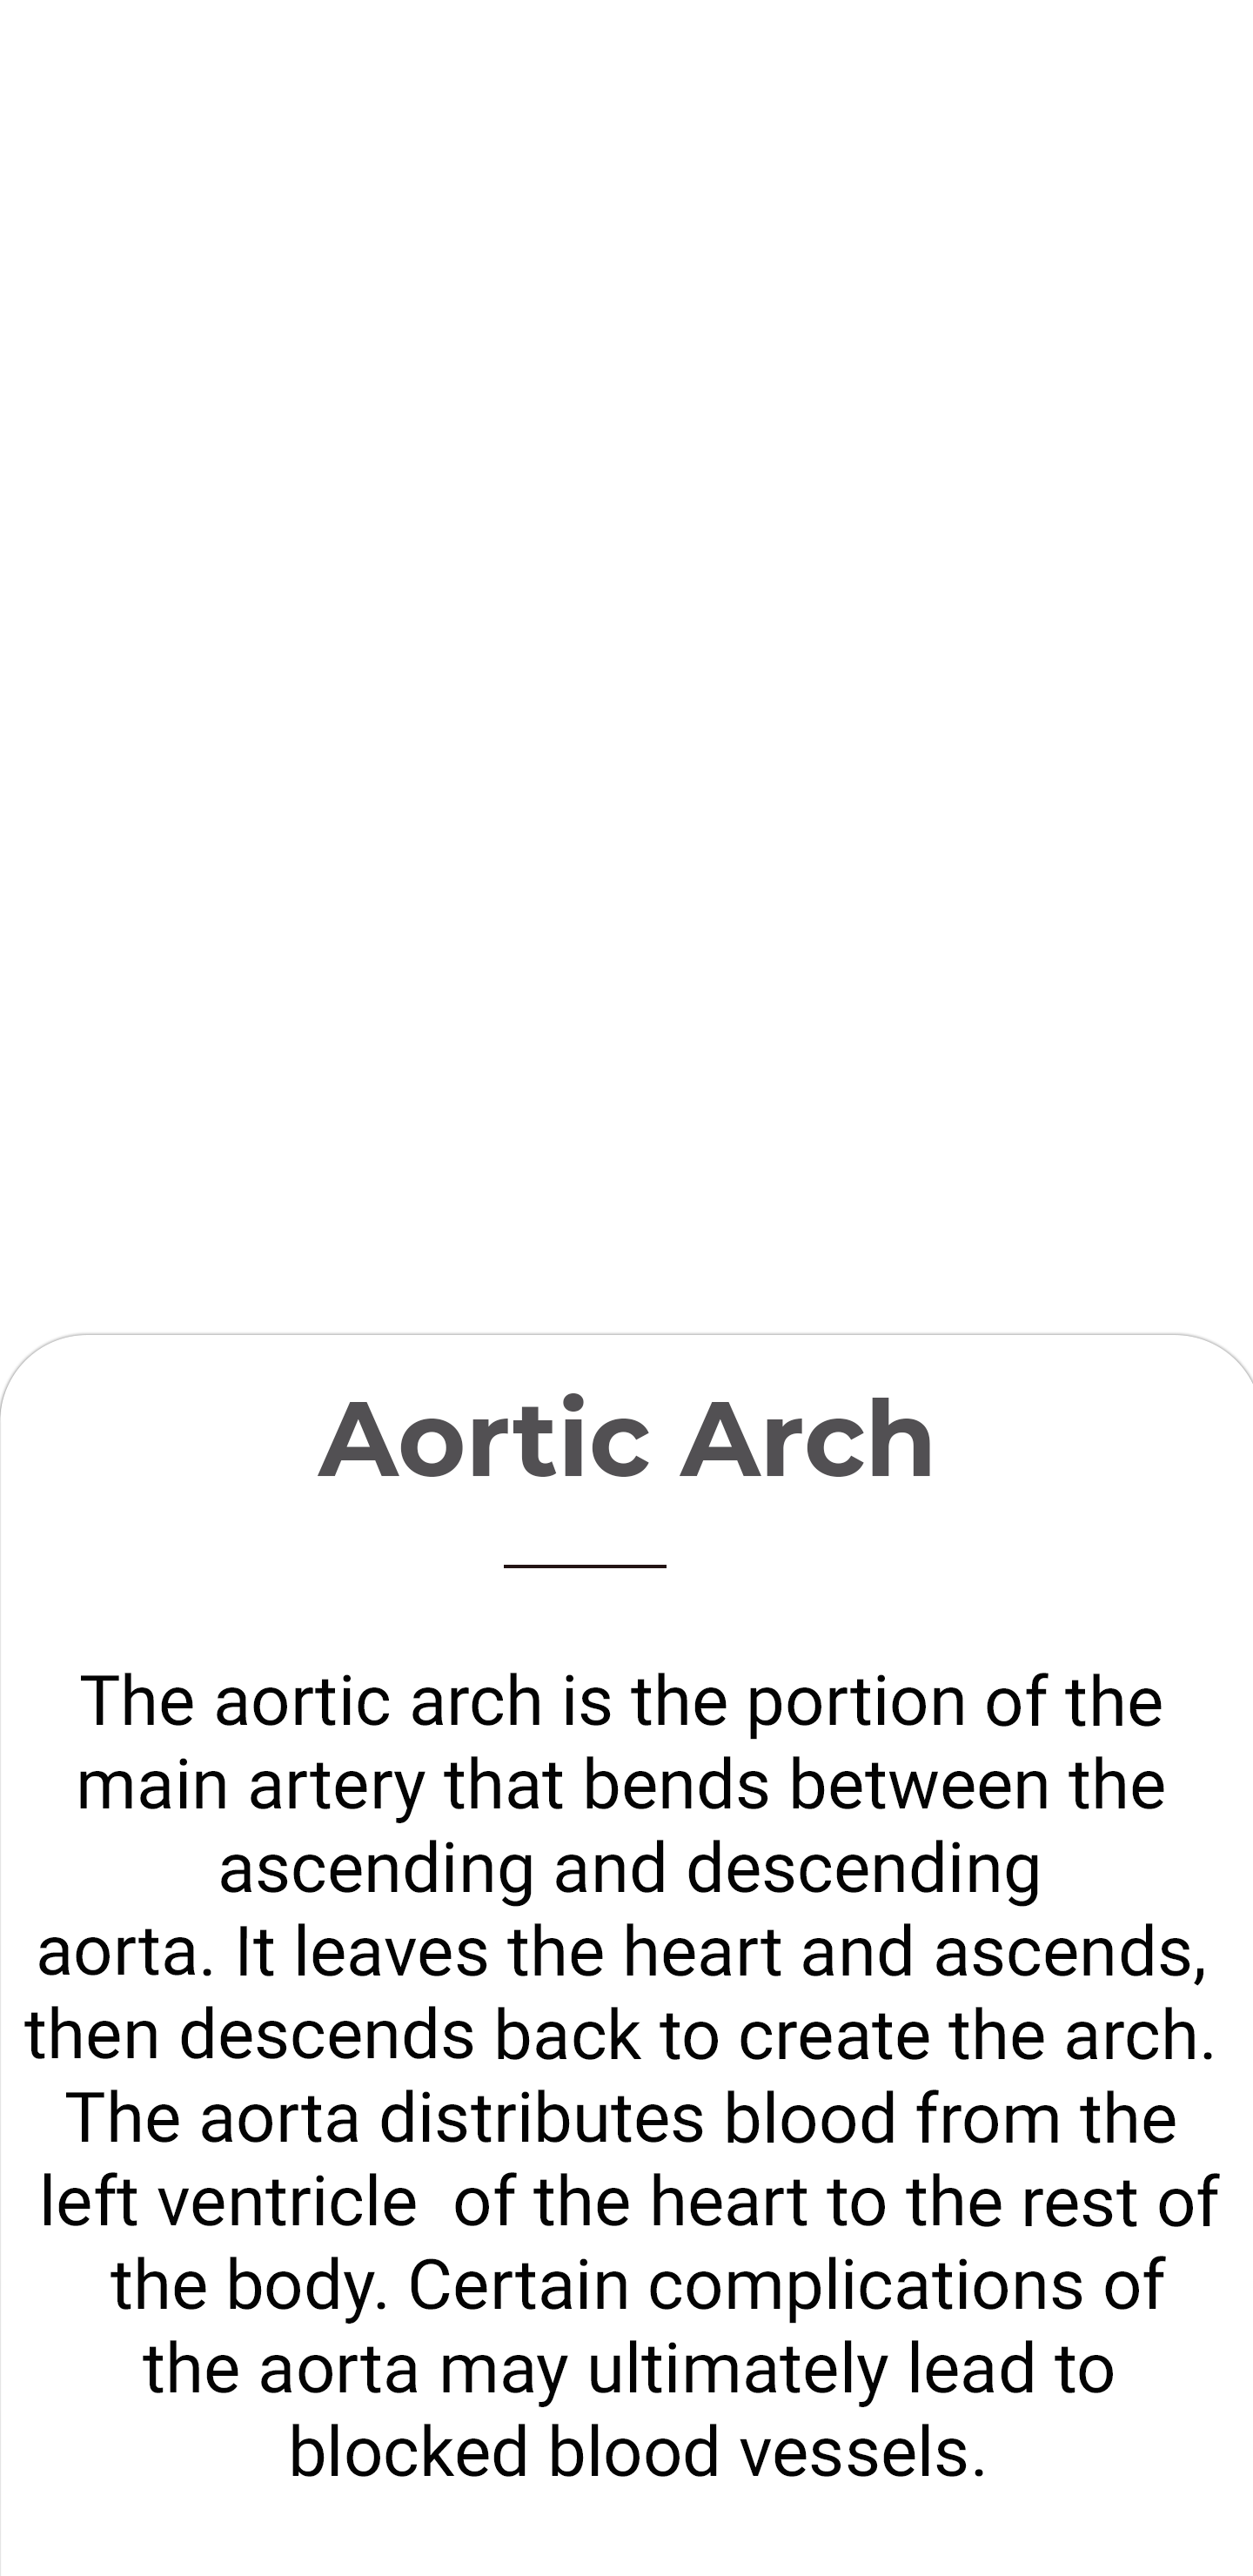 Aortic Arch
The aortic arch is the portion of the
main artery that bends between the
ascending and descending
aorta. It leaves the heart and ascends,
then descends back to create the arch.
The aorta distributes blood from the
left ventricle  of the heart to the rest of
the body. Certain complications of
the aorta may ultimately lead to
blocked blood vessels.